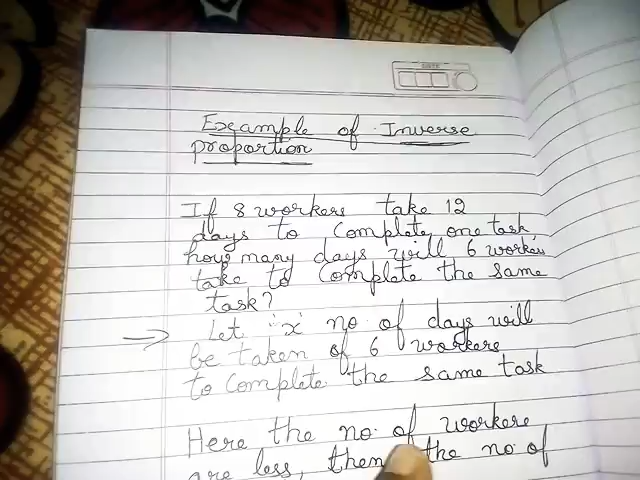 DATE
Example of Inverse
proportion
If 8 workers take 12
days to complete one task,
how many days will 6 workers
take to complete the same
task?
Let "x" no of days will
be taken of 6 workers
to complete the same task
Here the no. of workers
are less, then the no. of